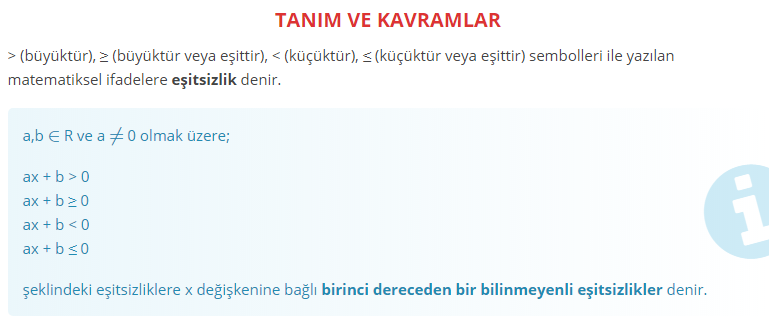 TANIM VE KAVRAMLAR
> (büyüktür), ≥ (büyüktür veya eşittir), < (küçüktür), ≤ (küçüktür veya eşittir) sembolleri ile yazılan
matematiksel ifadelere eşitsizlik denir.
a,b ∈ R ve a ≠ 0 olmak üzere;
ax + b > 0
ax + b ≥ 0
ax + b < 0
ax + b ≤ 0
şeklindeki eşitsizliklere x değişkenine bağlı birinci dereceden bir bilinmeyenli eşitsizlikler denir.